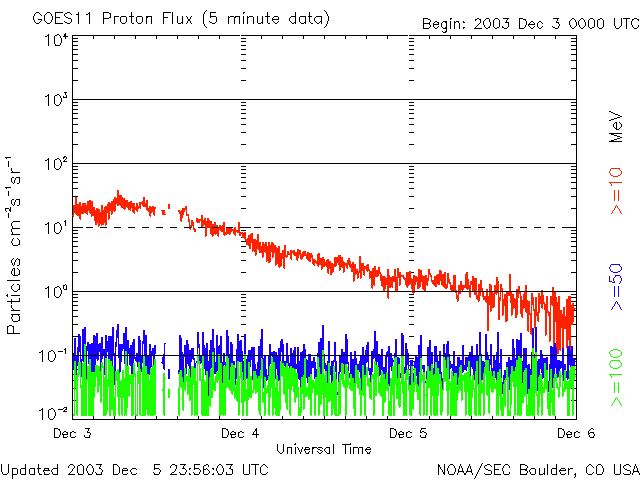 GOES11 Proton Flux (5 minute data)
Begin: 2003 Dec 3 0000 UTC
Particles cm⁻²s⁻¹sr⁻¹
10⁴
10³
10²
10¹
10⁰
10⁻¹
10⁻²
Dec 3
Dec 4
Dec 5
Dec 6
Universal Time
MeV
>=10
>=50
>=100
Updated 2003 Dec 5 23:56:03 UTC
NOAA/SEC Boulder, CO USA